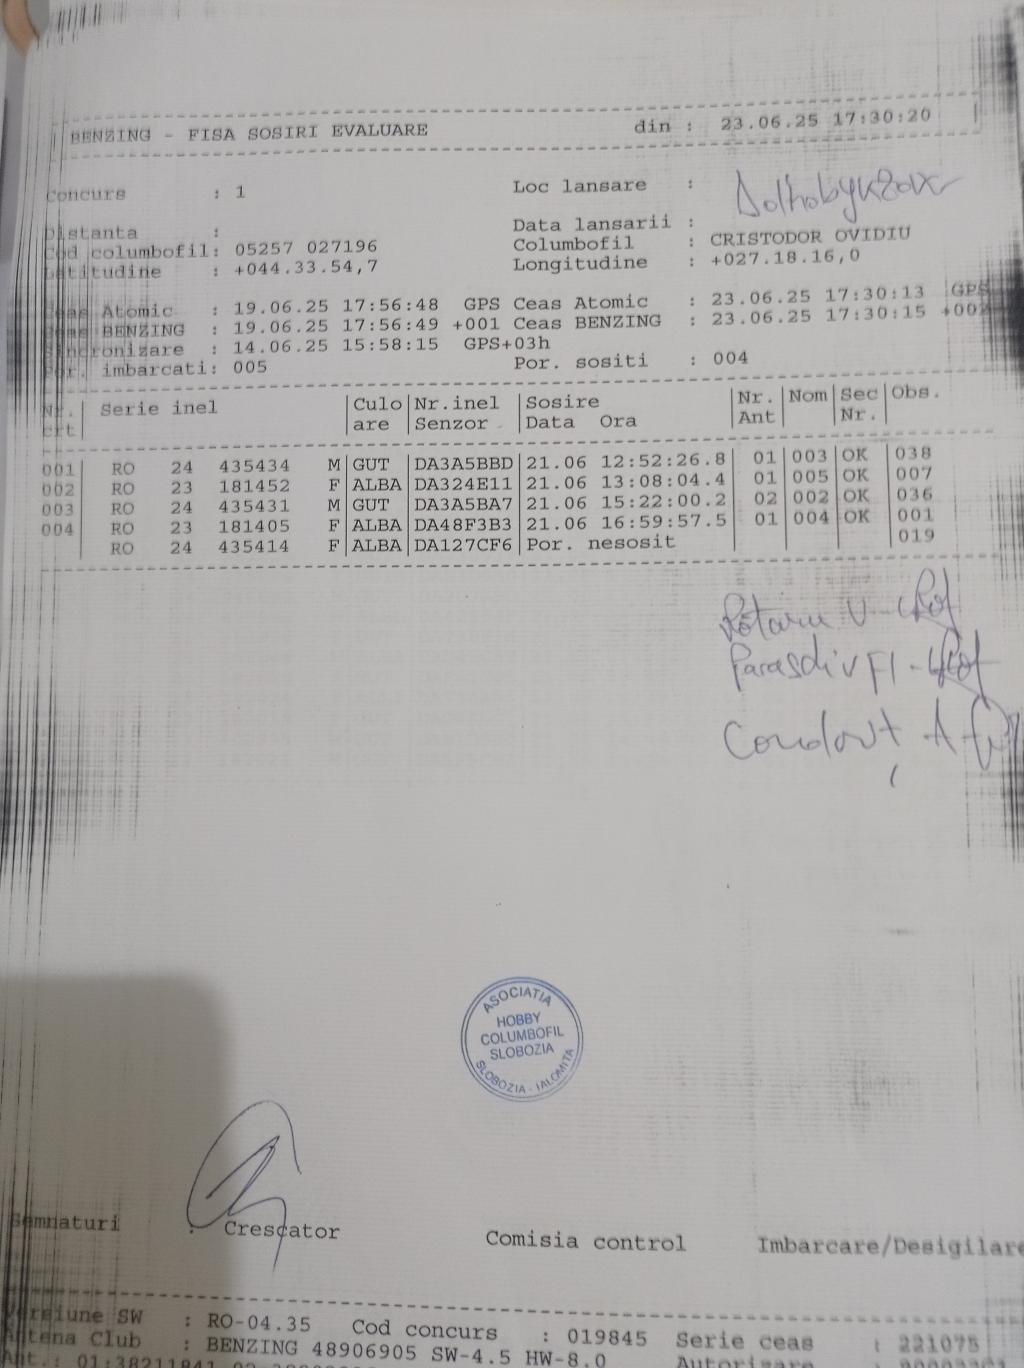 BENZING - FISA SOSIRI EVALUARE din : 23.06.25 17:30:20
Concurs : 1 Loc lansare :
Distanta : Data lansarii :
Cod columbofil: 05257 027196 Columbofil : CRISTODOR OVIDIU
Latitudine : +044.33.54,7 Longitudine : +027.18.16,0
Ceas Atomic : 19.06.25 17:56:48 GPS Ceas Atomic : 23.06.25 17:30:13 GPS
Ceas BENZING : 19.06.25 17:56:49 +001 Ceas BENZING : 23.06.25 17:30:15 +002
Sincronizare : 14.06.25 15:58:15 GPS+03h
Por. imbarcati: 005 Por. sositi : 004
Nr. Serie inel Culo Nr.inel Sosire Nr. Nom Sec Obs.
crt are Senzor Data Ora Ant Nr.
001 RO 24 435434 M GUT DA3A5BBD 21.06 12:52:26.8 01 003 OK 038
002 RO 23 181452 F ALBA DA324E11 21.06 13:08:04.4 01 005 OK 007
003 RO 24 435431 M GUT DA3A5BA7 21.06 15:22:00.2 02 002 OK 036
004 RO 23 181405 F ALBA DA48F3B3 21.06 16:59:57.5 01 004 OK 001
RO 24 435414 F ALBA DA127CF6 Por. nesosit 019
ASOCIATIA
HOBBY
COLUMBOFIL
SLOBOZIA
SLOBOZIA - IALOMITA
Semnaturi : Crescator Comisia control Imbarcare/Desigilare
Versiune SW : RO-04.35 Cod concurs : 019845 Serie ceas : 221075
Antena Club : BENZING 48906905 SW-4.5 HW-8.0 Autorizare